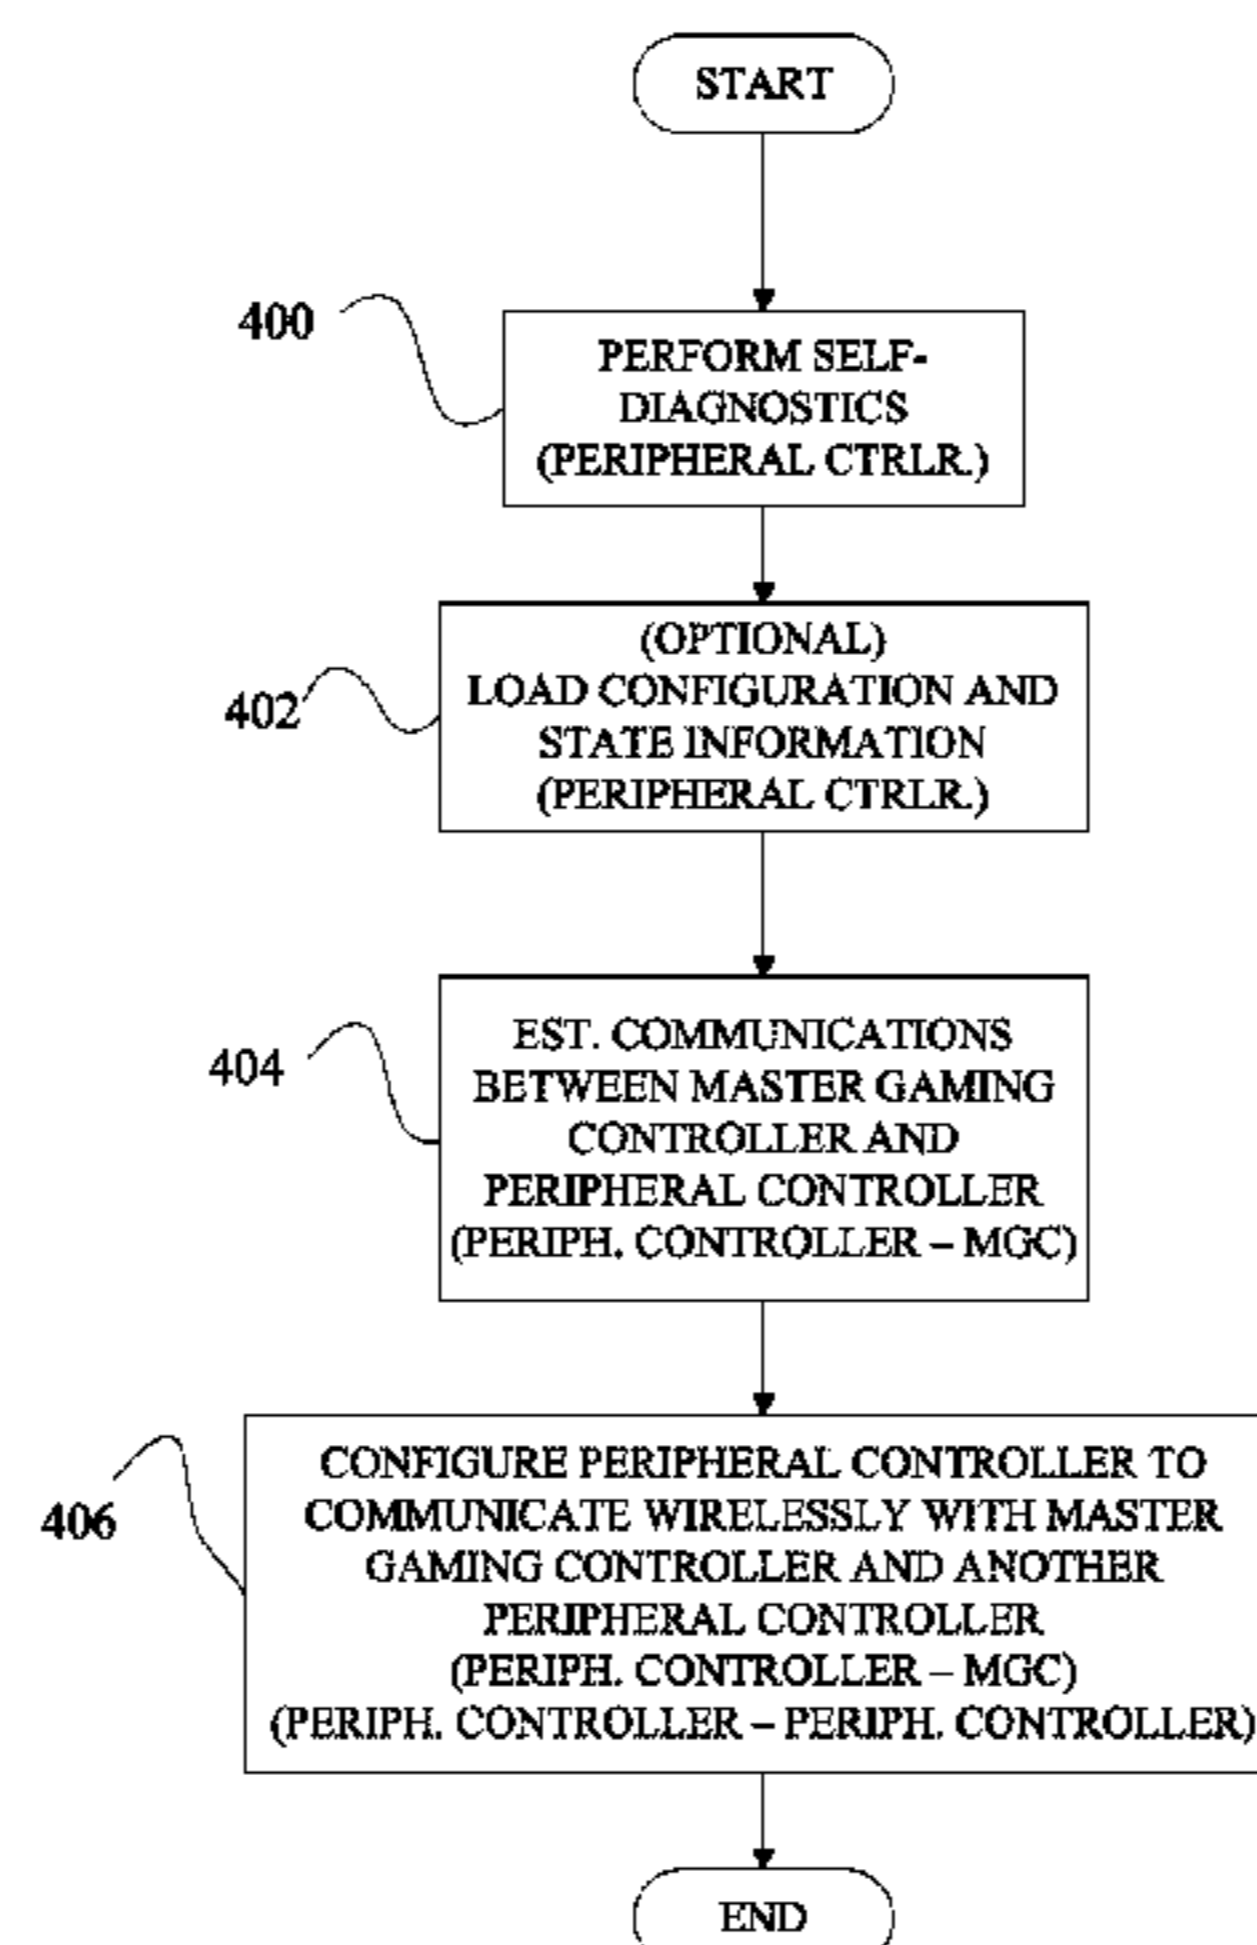 START
400
PERFORM SELF-
DIAGNOSTICS
(PERIPHERAL CTRLR.)
402
(OPTIONAL)
LOAD CONFIGURATION AND
STATE INFORMATION
(PERIPHERAL CTRLR.)
404
EST. COMMUNICATIONS
BETWEEN MASTER GAMING
CONTROLLER AND
PERIPHERAL CONTROLLER
(PERIPH. CONTROLLER – MGC)
406
CONFIGURE PERIPHERAL CONTROLLER TO
COMMUNICATE WIRELESSLY WITH MASTER
GAMING CONTROLLER AND ANOTHER
PERIPHERAL CONTROLLER
(PERIPH. CONTROLLER – MGC)
(PERIPH. CONTROLLER – PERIPH. CONTROLLER)
END